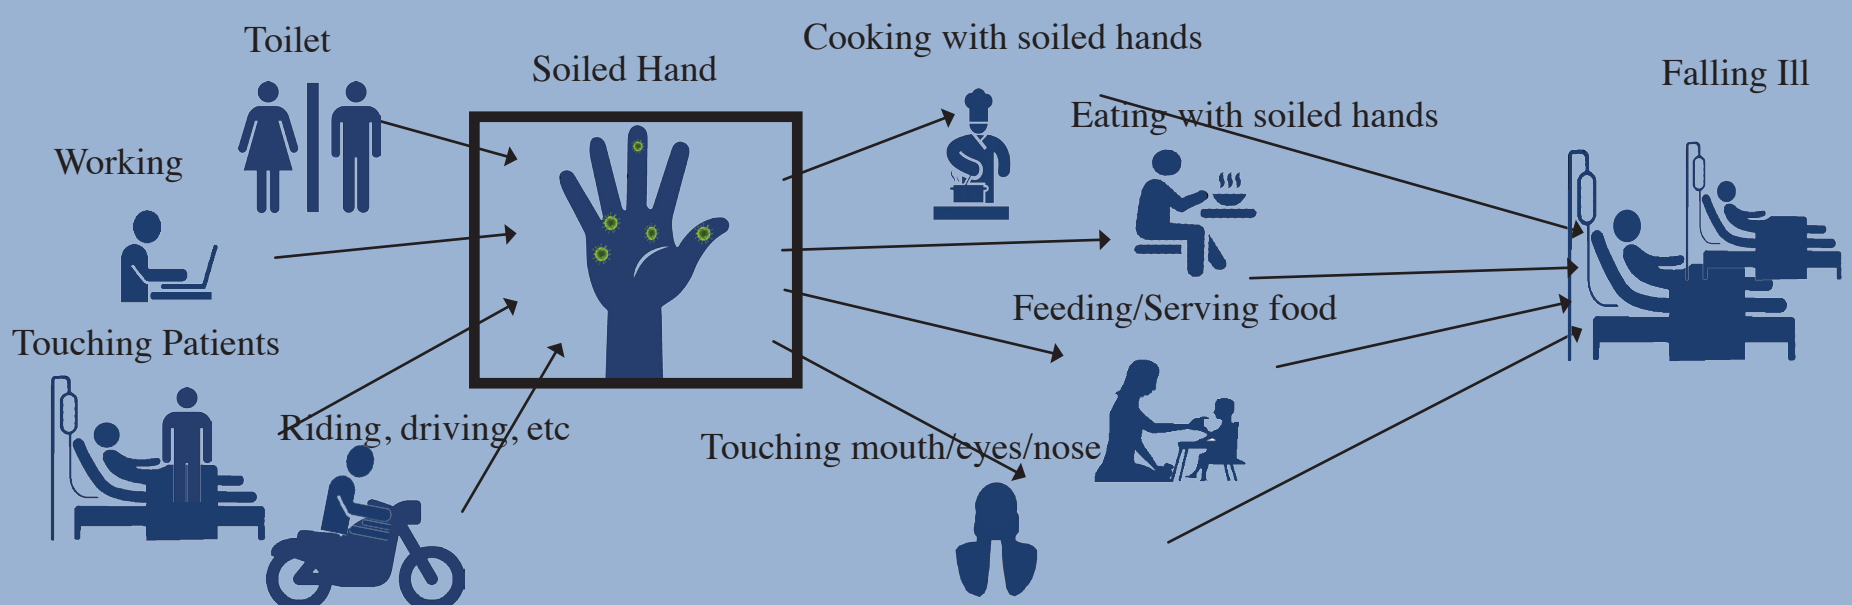 Toilet
Working
Touching Patients
Riding, driving, etc
Soiled Hand
Cooking with soiled hands
Eating with soiled hands
Feeding/Serving food
Touching mouth/eyes/nose
Falling Ill